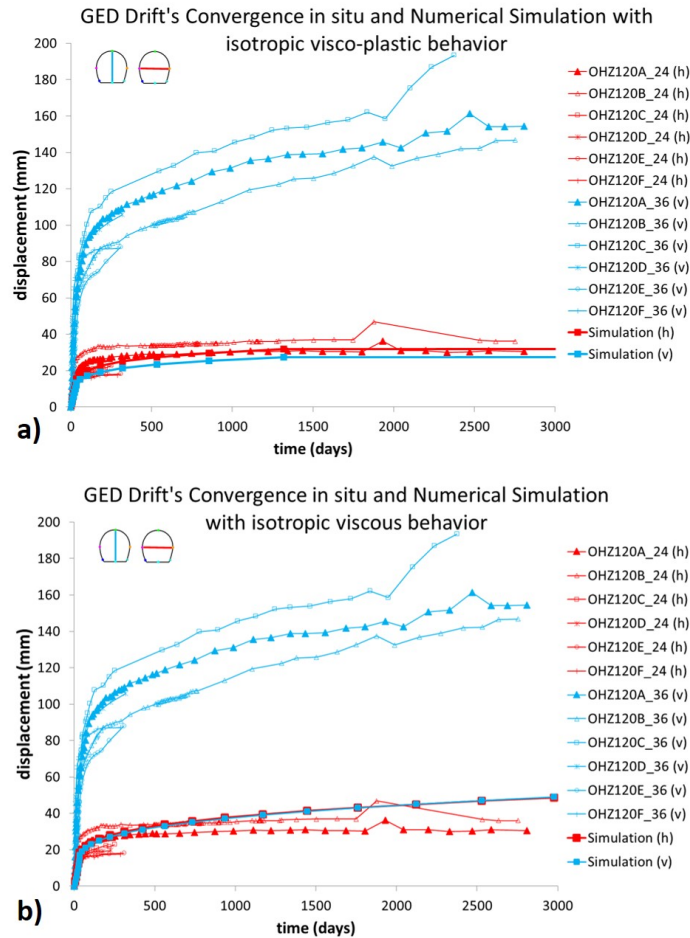 GED Drift's Convergence in situ and Numerical Simulation with
isotropic visco-plastic behavior
a)
displacement (mm)
200
180
160
140
120
100
80
60
40
20
0
0 500 1000 1500 2000 2500 3000
time (days)
OHZ120A_24 (h)
OHZ120B_24 (h)
OHZ120C_24 (h)
OHZ120D_24 (h)
OHZ120E_24 (h)
OHZ120F_24 (h)
OHZ120A_36 (v)
OHZ120B_36 (v)
OHZ120C_36 (v)
OHZ120D_36 (v)
OHZ120E_36 (v)
OHZ120F_36 (v)
Simulation (h)
Simulation (v)
GED Drift's Convergence in situ and Numerical Simulation
with isotropic viscous behavior
b)
displacement (mm)
200
180
160
140
120
100
80
60
40
20
0
0 500 1000 1500 2000 2500 3000
time (days)
OHZ120A_24 (h)
OHZ120B_24 (h)
OHZ120C_24 (h)
OHZ120D_24 (h)
OHZ120E_24 (h)
OHZ120F_24 (h)
OHZ120A_36 (v)
OHZ120B_36 (v)
OHZ120C_36 (v)
OHZ120D_36 (v)
OHZ120E_36 (v)
OHZ120F_36 (v)
Simulation (h)
Simulation (v)